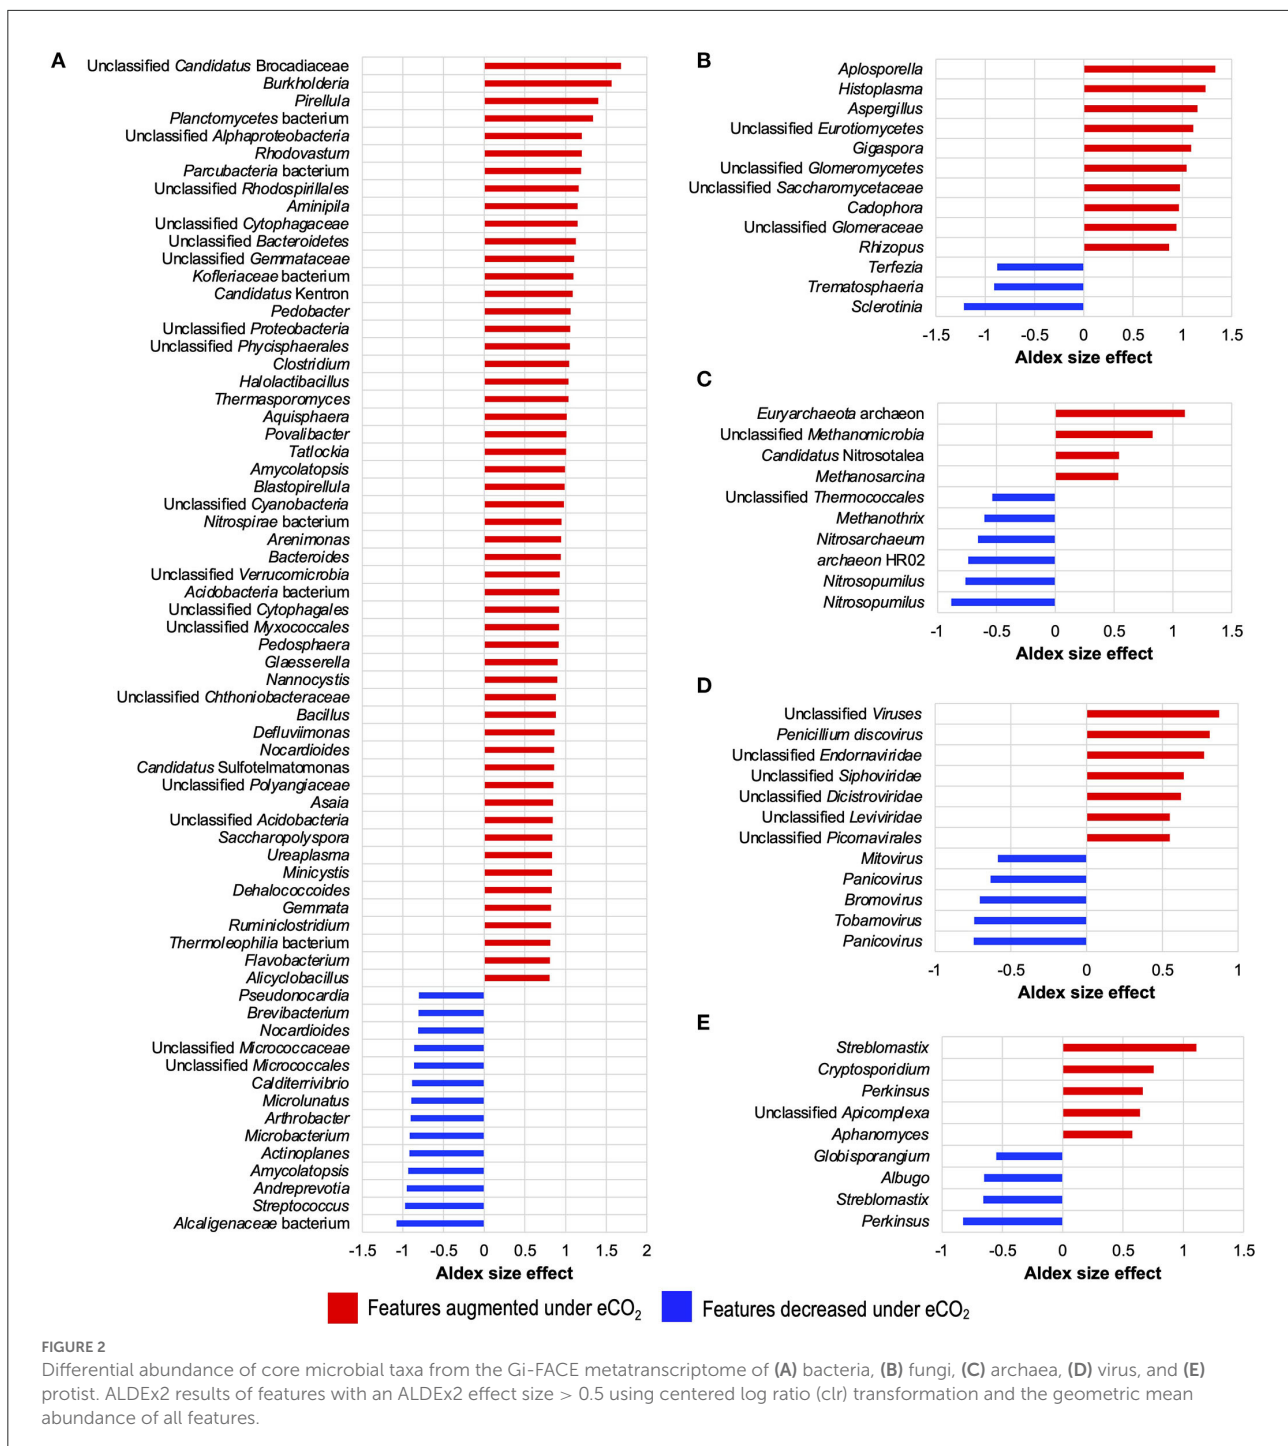 A
Unclassified Candidatus Brocadiaceae
Burkholderia
Pirellula
Planctomycetes bacterium
Unclassified Alphaproteobacteria
Rhodovastum
Parcubacteria bacterium
Unclassified Rhodospirillales
Aminipila
Unclassified Cytophagaceae
Unclassified Bacteroidetes
Unclassified Gemmataceae
Kofleriaceae bacterium
Candidatus Kentron
Pedobacter
Unclassified Proteobacteria
Unclassified Phycisphaerales
Clostridium
Halolactibacillus
Thermasporomyces
Aquisphaera
Povalibacter
Tatlockia
Amycolatopsis
Blastopirellula
Unclassified Cyanobacteria
Nitrospirae bacterium
Arenimonas
Bacteroides
Unclassified Verrucomicrobia
Acidobacteria bacterium
Unclassified Cytophagales
Unclassified Myxococcales
Pedosphaera
Glaesserella
Nannocystis
Unclassified Chthoniobacteraceae
Bacillus
Defluviimonas
Nocardioides
Candidatus Sulfotelmatomonas
Unclassified Polyangiaceae
Asaia
Unclassified Acidobacteria
Saccharopolyspora
Ureaplasma
Minicystis
Dehalococcoides
Gemmata
Ruminiclostridium
Thermoleophilia bacterium
Flavobacterium
Alicyclobacillus
Pseudonocardia
Brevibacterium
Nocardioides
Unclassified Micrococcaceae
Unclassified Micrococcales
Calditerrivibrio
Microlunatus
Arthrobacter
Microbacterium
Actinoplanes
Amycolatopsis
Andreprevotia
Streptococcus
Alcaligenaceae bacterium
-1.5 -1 -0.5 0 0.5 1 1.5 2
Aldex size effect
B
Aplosporella
Histoplasma
Aspergillus
Unclassified Eurotiomycetes
Gigaspora
Unclassified Glomeromycetes
Unclassified Saccharomycetaceae
Cadophora
Unclassified Glomeraceae
Rhizopus
Terfezia
Trematosphaeria
Sclerotinia
-1.5 -1 -0.5 0 0.5 1 1.5
Aldex size effect
C
Euryarchaeota archaeon
Unclassified Methanomicrobia
Candidatus Nitrosotalea
Methanosarcina
Unclassified Thermococcales
Methanothrix
Nitrosarchaeum
archaeon HR02
Nitrosopumilus
Nitrosopumilus
-1 -0.5 0 0.5 1 1.5
Aldex size effect
D
Unclassified Viruses
Penicillium discovirus
Unclassified Endornaviridae
Unclassified Siphoviridae
Unclassified Dicistroviridae
Unclassified Leviviridae
Unclassified Picornavirales
Mitovirus
Panicovirus
Bromovirus
Tobamovirus
Panicovirus
-1 -0.5 0 0.5 1
Aldex size effect
E
Streblomastix
Cryptosporidium
Perkinsus
Unclassified Apicomplexa
Aphanomyces
Globisporangium
Albugo
Streblomastix
Perkinsus
-1 -0.5 0 0.5 1 1.5
Aldex size effect
Features augmented under eCO₂ Features decreased under eCO₂
FIGURE 2
Differential abundance of core microbial taxa from the Gi-FACE metatranscriptome of (A) bacteria, (B) fungi, (C) archaea, (D) virus, and (E)
protist. ALDEx2 results of features with an ALDEx2 effect size > 0.5 using centered log ratio (clr) transformation and the geometric mean
abundance of all features.